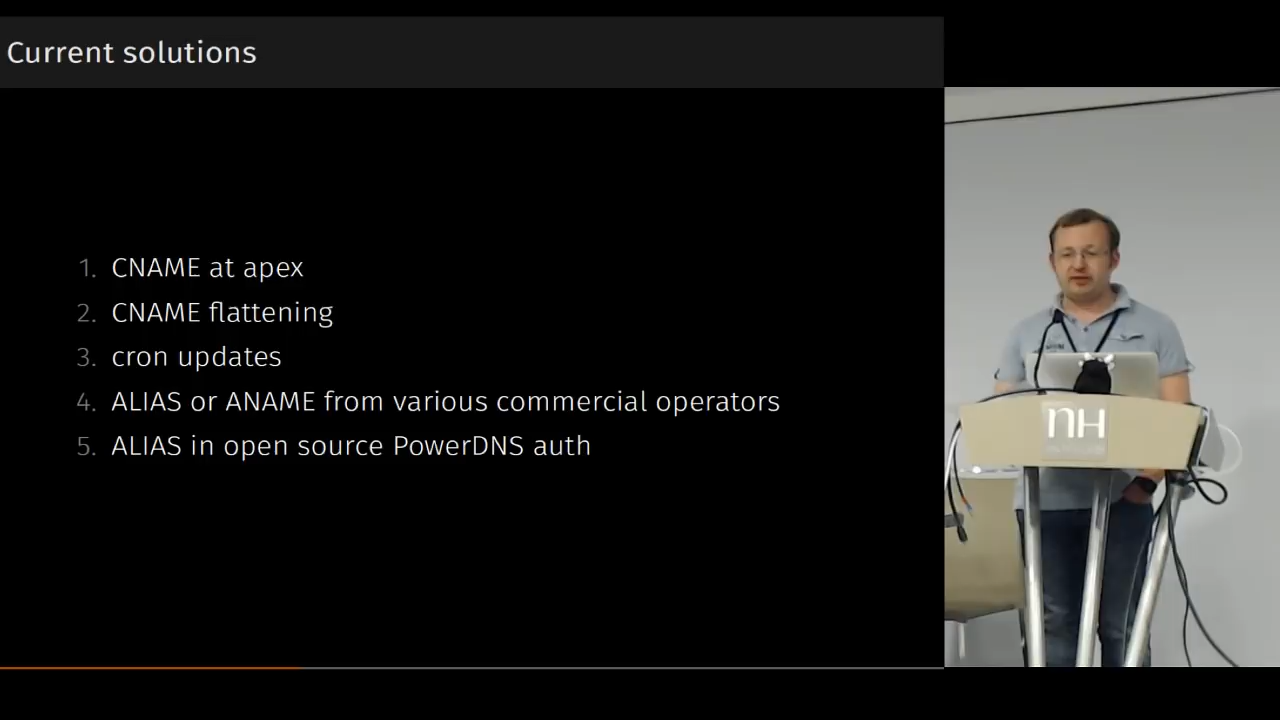 Current solutions
1. CNAME at apex
2. CNAME flattening
3. cron updates
4. ALIAS or ANAME from various commercial operators
5. ALIAS in open source PowerDNS auth
nH